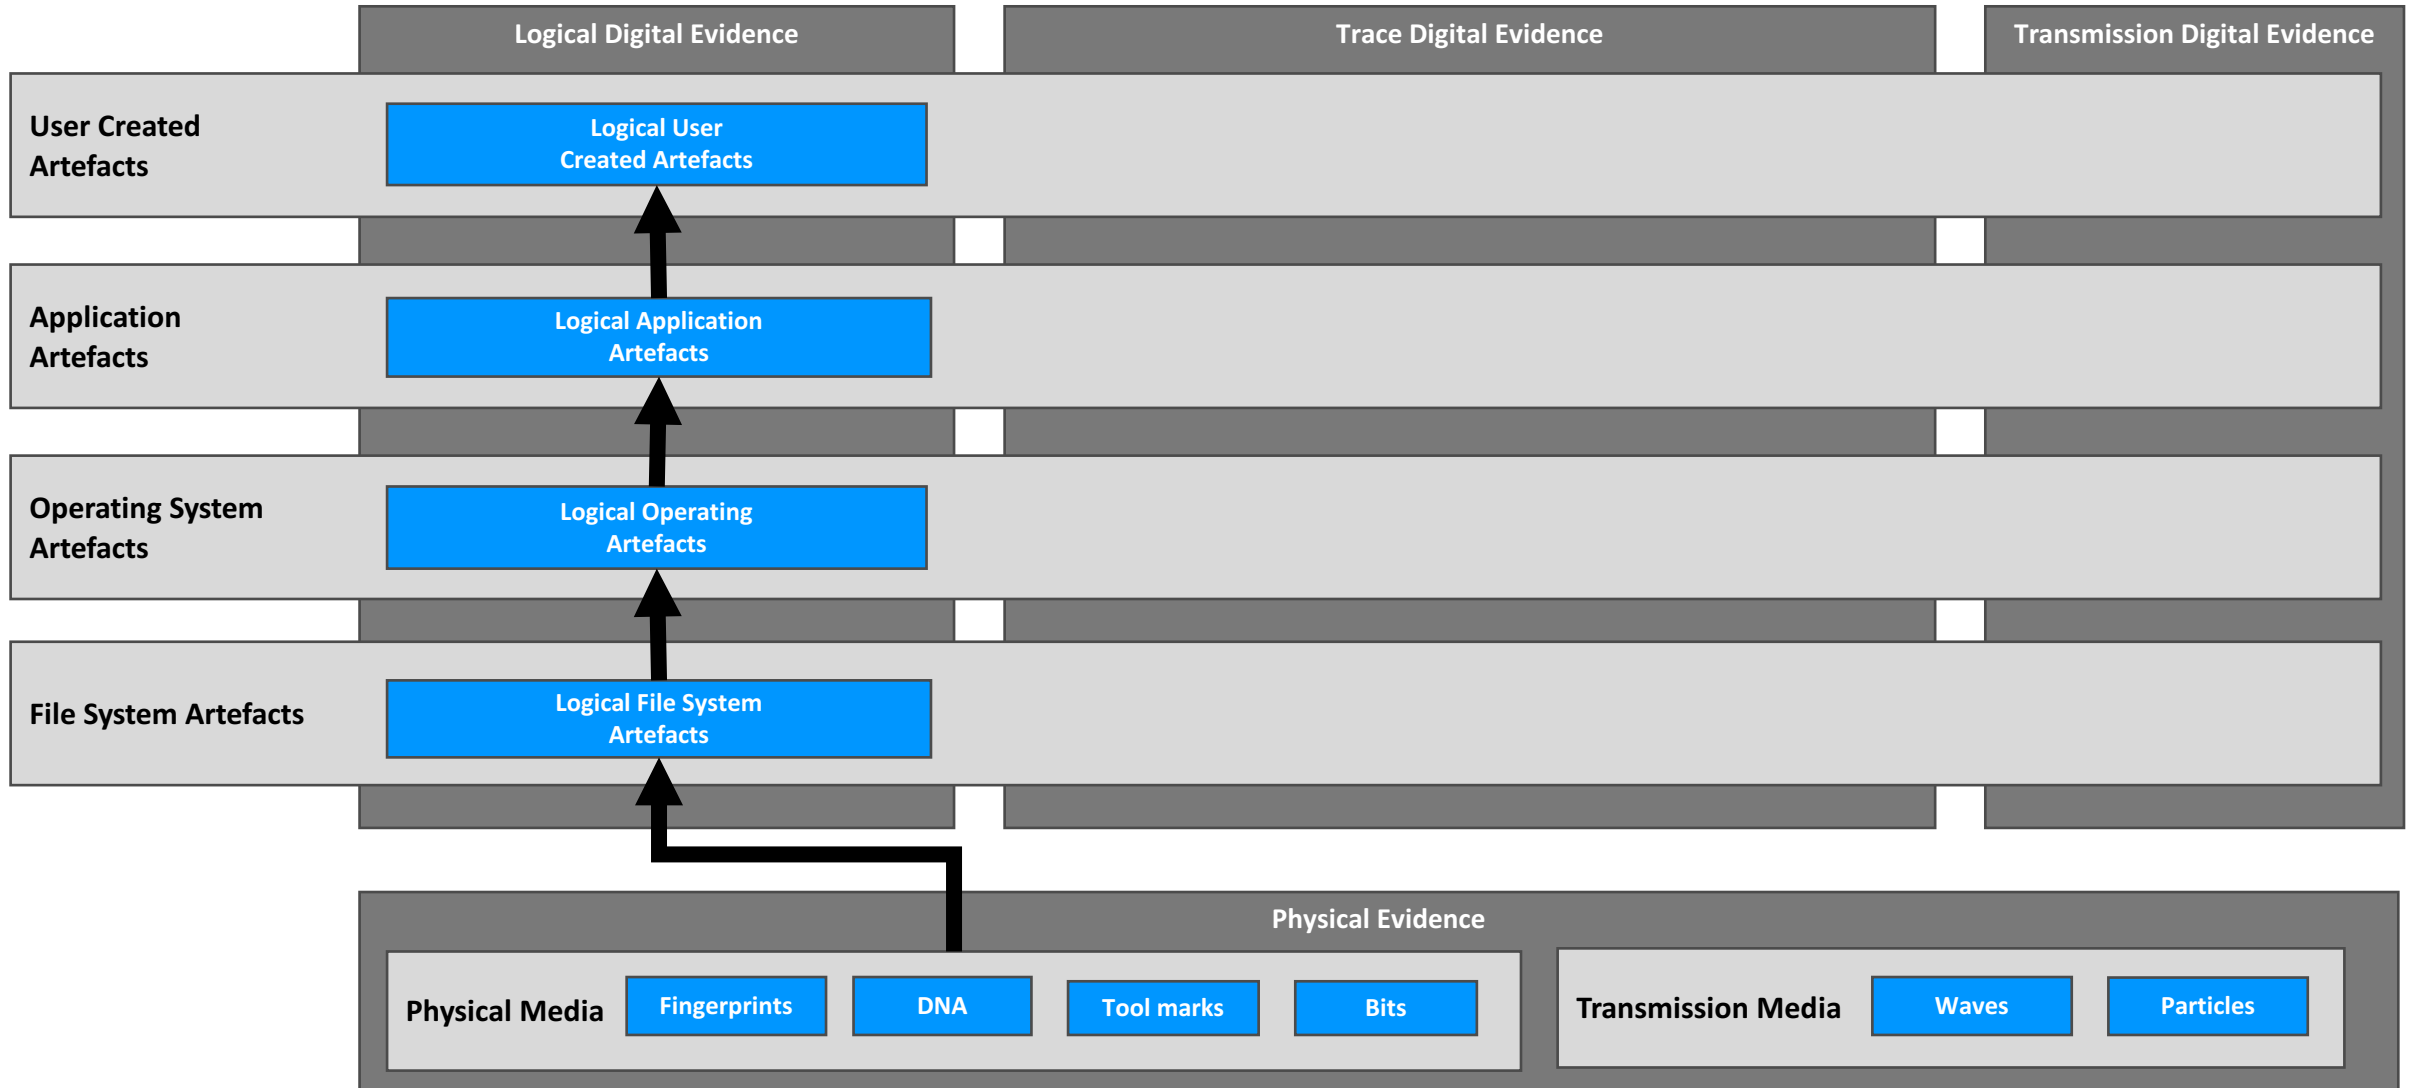 Logical Digital Evidence
Trace Digital Evidence
Transmission Digital Evidence
User Created
Artefacts
Logical User
Created Artefacts
Application
Artefacts
Logical Application
Artefacts
Operating System
Artefacts
Logical Operating
Artefacts
File System Artefacts
Logical File System
Artefacts
Physical Evidence
Physical Media
Fingerprints
DNA
Tool marks
Bits
Transmission Media
Waves
Particles